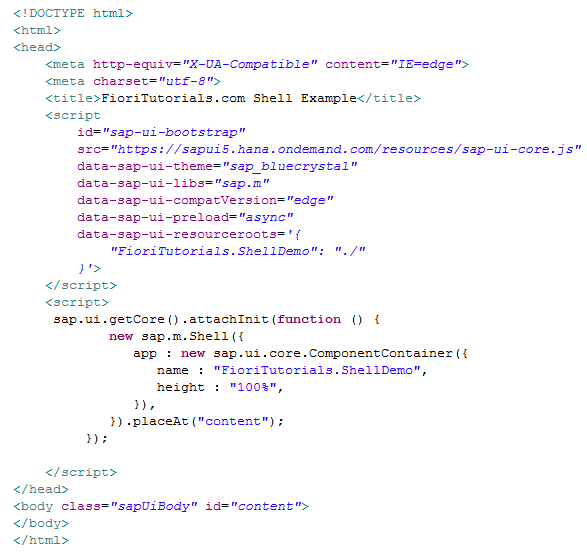 <!DOCTYPE html>
<html>
<head>
    <meta http-equiv="X-UA-Compatible" content="IE=edge">
    <meta charset="utf-8">
    <title>FioriTutorials.com Shell Example</title>
    <script
        id="sap-ui-bootstrap"
        src="https://sapui5.hana.ondemand.com/resources/sap-ui-core.js"
        data-sap-ui-theme="sap_bluecrystal"
        data-sap-ui-libs="sap.m"
        data-sap-ui-compatVersion="edge"
        data-sap-ui-preload="async"
        data-sap-ui-resourceroots='{
            "FioriTutorials.ShellDemo": "./"
        }'>
    </script>
    <script>
     sap.ui.getCore().attachInit(function () {
            new sap.m.Shell({
               app : new sap.ui.core.ComponentContainer({
                  name : "FioriTutorials.ShellDemo",
                  height : "100%",
               }),
            }).placeAt("content");
         });
    </script>
</head>
<body class="sapUiBody" id="content">
</body>
</html>